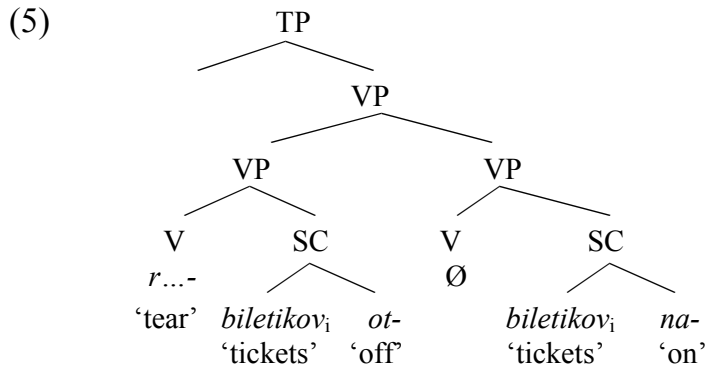 (5) TP
VP
VP VP
V SC V SC
r...- Ø
'tear' biletikovi ot- biletikovi na-
'tickets' 'off' 'tickets' 'on'